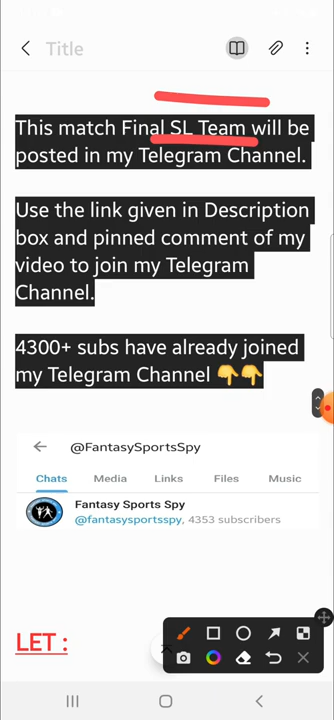 Title
This match Final SL Team will be
posted in my Telegram Channel.
Use the link given in Description
box and pinned comment of my
video to join my Telegram
Channel.
4300+ subs have already joined
my Telegram Channel 👇👇
@FantasySportsSpy
Chats Media Links Files Music
Fantasy Sports Spy
@fantasysportsspy, 4353 subscribers
LET :